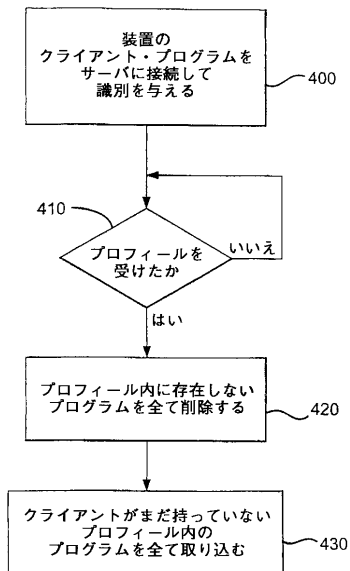 装置の
クライアント・プログラムを
サーバに接続して
識別を与える
400
410
プロフィールを
受けたか
いいえ
はい
プロフィール内に存在しない
プログラムを全て削除する
420
クライアントがまだ持っていない
プロフィール内の
プログラムを全て取り込む
430